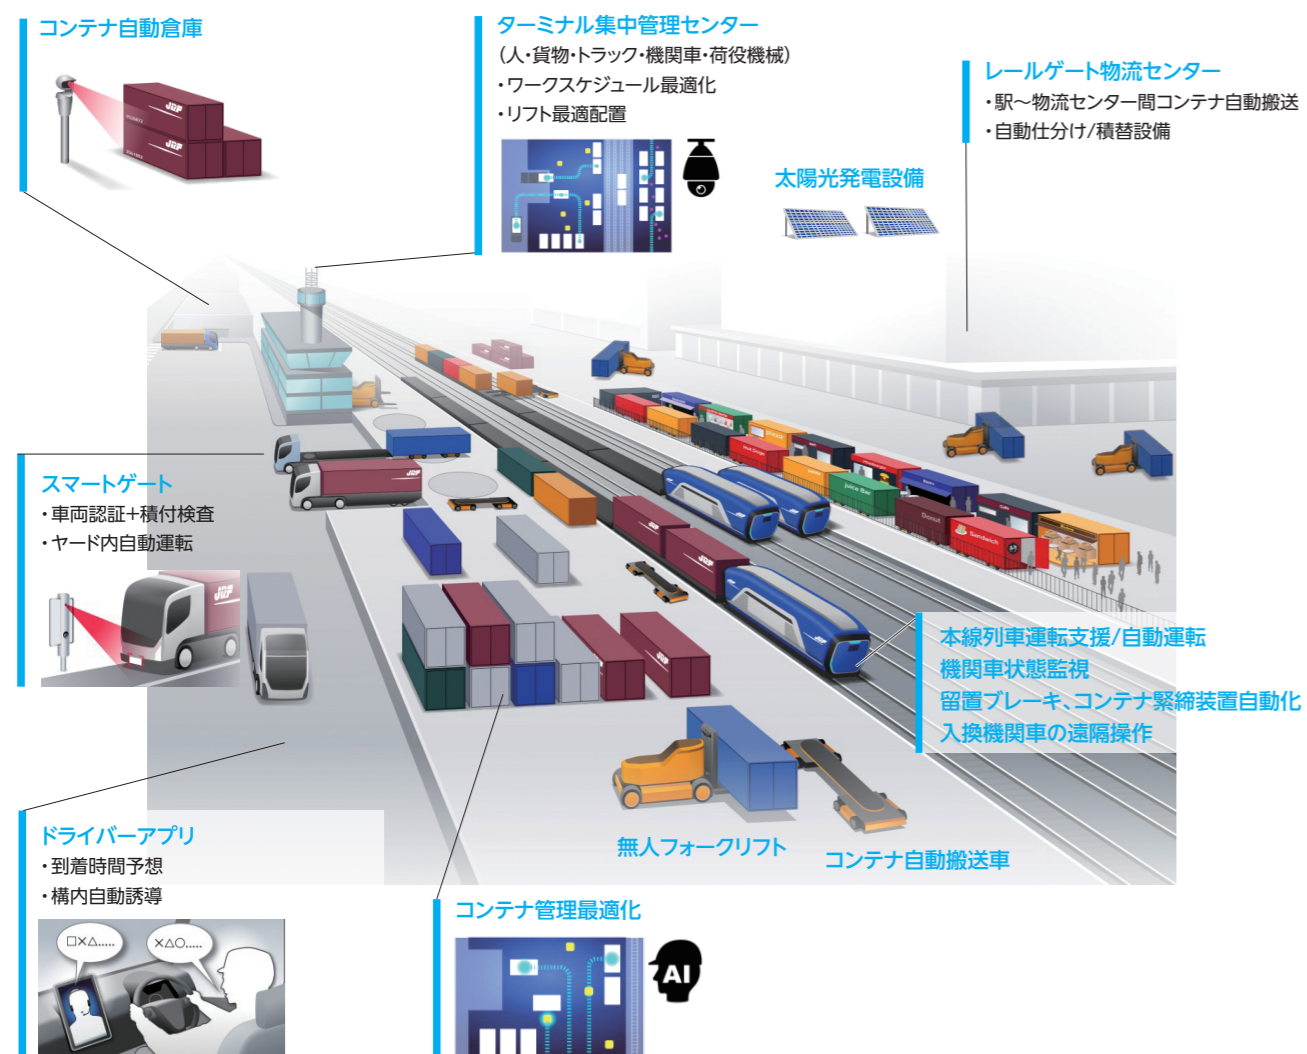 コンテナ自動倉庫
ターミナル集中管理センター
(人・貨物・トラック・機関車・荷役機械)
・ワークスケジュール最適化
・リフト最適配置
レールゲート物流センター
・駅～物流センター間コンテナ自動搬送
・自動仕分け/積替設備
太陽光発電設備
JRF
JRF
スマートゲート
・車両認証+積付検査
・ヤード内自動運転
JRF
JRF
JRF
Juice Bar
Donut
Sandwich
本線列車運転支援/自動運転
機関車状態監視
留置ブレーキ、コンテナ緊締装置自動化
入換機関車の遠隔操作
無人フォークリフト
コンテナ自動搬送車
ドライバーアプリ
・到着時間予想
・構内自動誘導
□×△.....
×△○.....
コンテナ管理最適化
AI